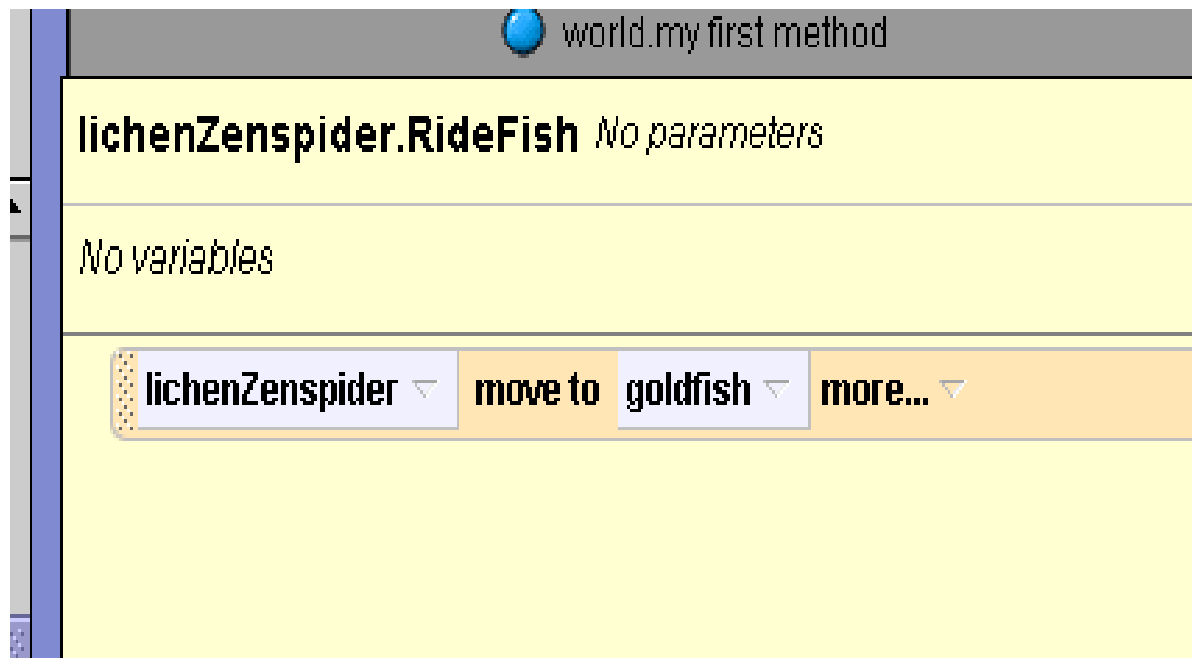 world.my first method
lichenZenspider.RideFish No parameters
No variables
lichenZenspider move to goldfish more...